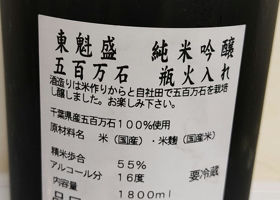 東魁盛　純米吟醸
五百万石　瓶火入れ
酒造りは米作りからと自社田で五百万石を栽培
し醸しました。お楽しみ下さい。
千葉県産五百万石100%使用
原材料名　米（国産）・米麹（国産米）
精米歩合　55%
アルコール分　16度　要冷蔵
内容量　1800ml